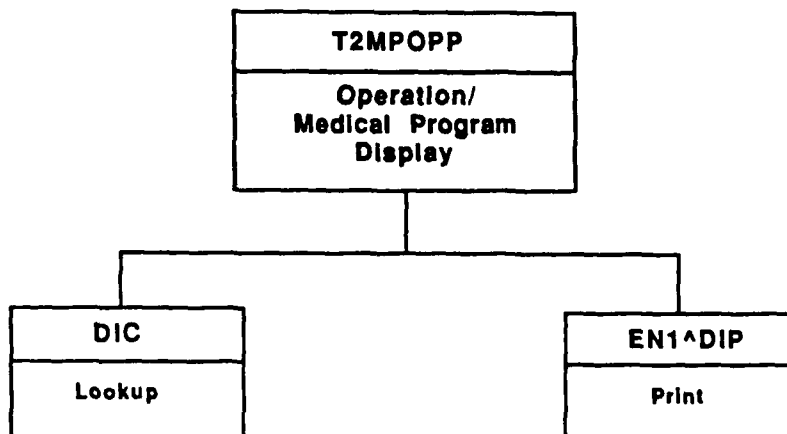 T2MPOPP
Operation/
Medical Program
Display
DIC
Lookup
EN1^DIP
Print